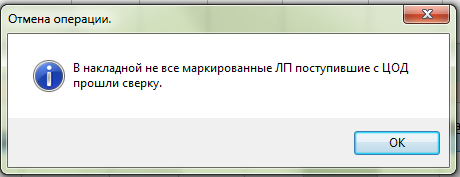 Отмена операции.
В накладной не все маркированные ЛП поступившие с ЦОД
прошли сверку.
OK